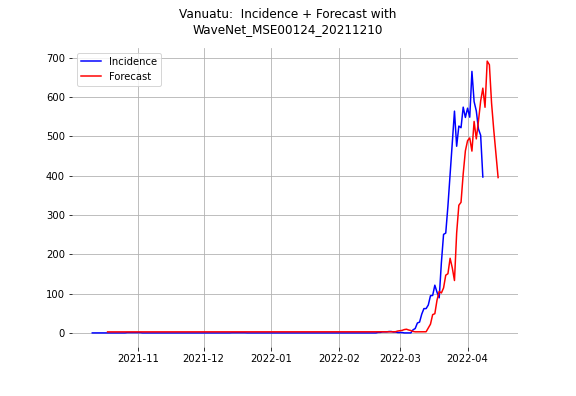 Vanuatu:  Incidence + Forecast with
WaveNet_MSE00124_20211210
Incidence
Forecast
700
600
500
400
300
200
100
0
2021-11 2021-12 2022-01 2022-02 2022-03 2022-04